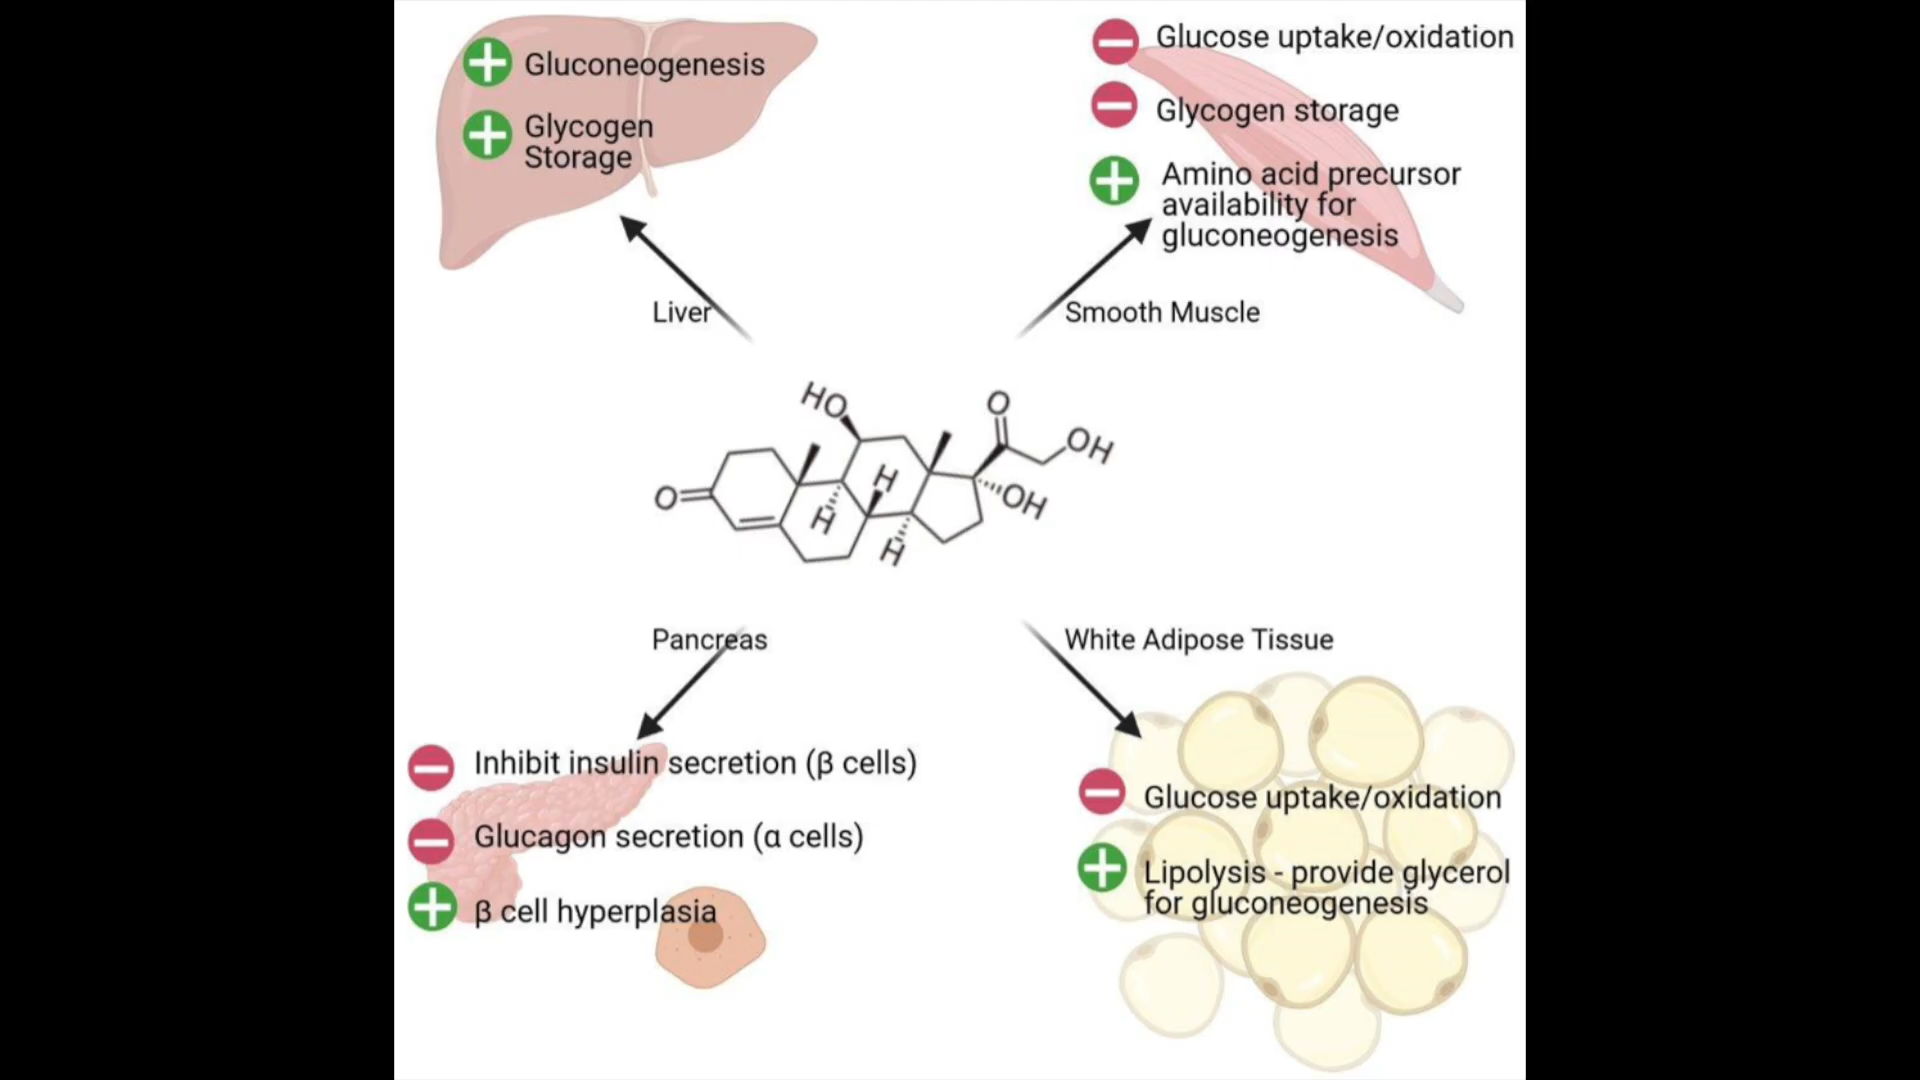 Gluconeogenesis
Glycogen
Storage
Liver
Glucose uptake/oxidation
Glycogen storage
Amino acid precursor
availability for
gluconeogenesis
Smooth Muscle
HO
O
OH
O
H
OH
H
H
Pancreas
Inhibit insulin secretion (β cells)
Glucagon secretion (α cells)
β cell hyperplasia
White Adipose Tissue
Glucose uptake/oxidation
Lipolysis - provide glycerol
for gluconeogenesis